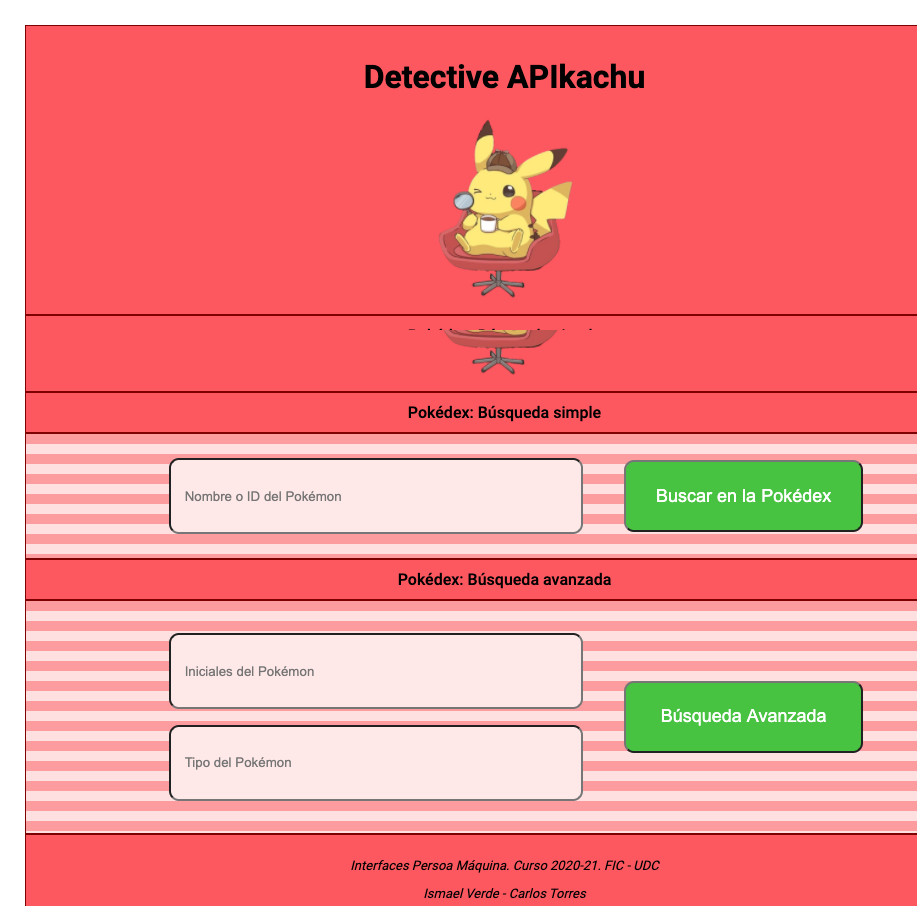 Detective APIkachu
Pokédex: Búsqueda simple
Nombre o ID del Pokémon
Buscar en la Pokédex
Pokédex: Búsqueda avanzada
Iniciales del Pokémon
Búsqueda Avanzada
Tipo del Pokémon
Interfaces Persoa Máquina. Curso 2020-21. FIC - UDC
Ismael Verde - Carlos Torres